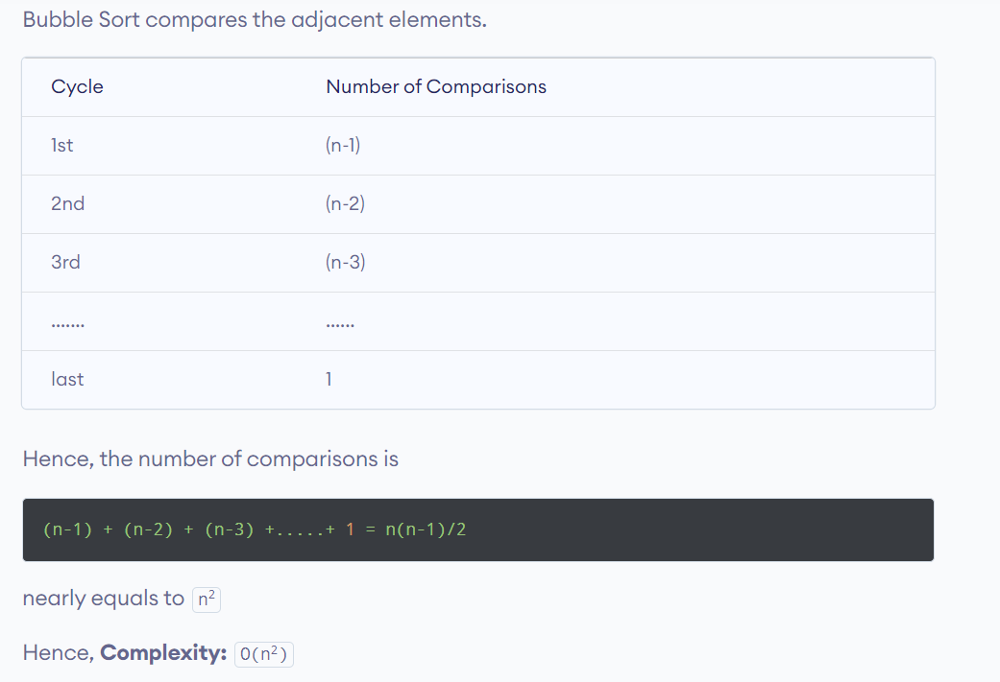 Bubble Sort compares the adjacent elements.
Cycle Number of Comparisons
1st (n-1)
2nd (n-2)
3rd (n-3)
....... ......
last 1
Hence, the number of comparisons is
(n-1) + (n-2) + (n-3) +.....+ 1 = n(n-1)/2
nearly equals to n²
Hence, Complexity: O(n²)